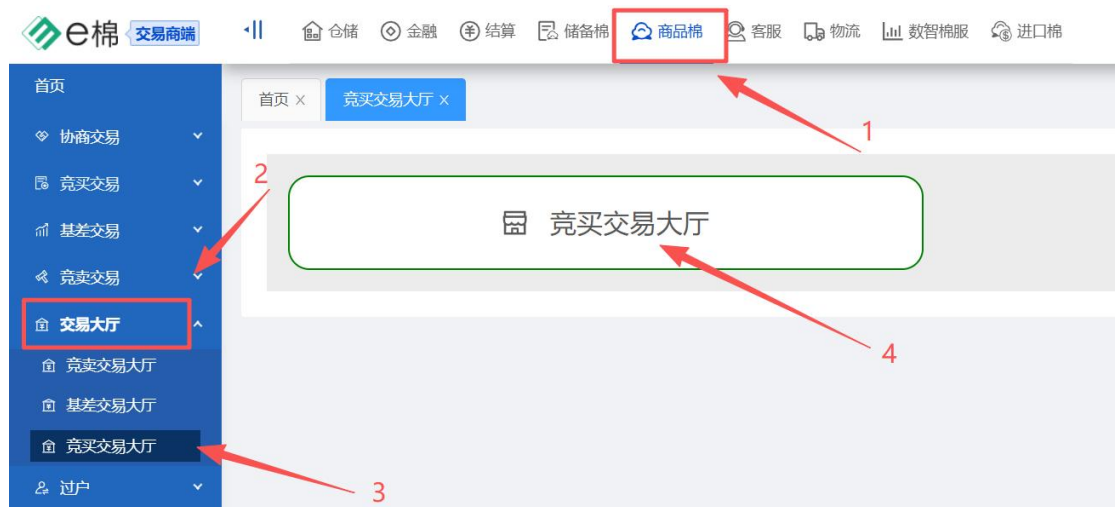 e棉 交易商端
仓储 金融 结算 储备棉 商品棉 客服 物流 数智棉服 进口棉
首页
首页 × 竞买交易大厅 ×
1
协商交易
竞买交易
2
竞买交易大厅
基差交易
竞卖交易
交易大厅
4
竞卖交易大厅
基差交易大厅
竞买交易大厅
过户
3